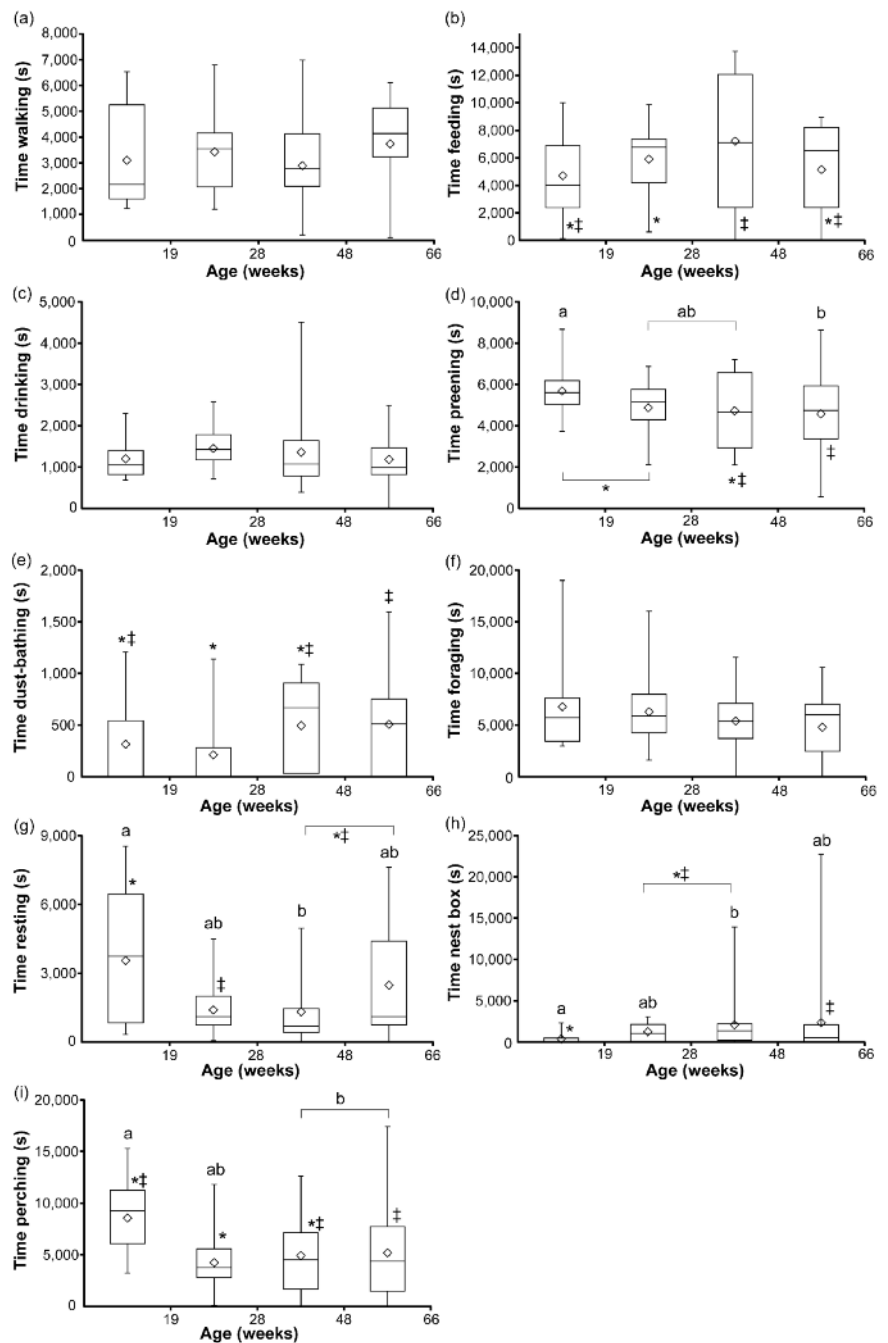 (a)
8,000
7,000
6,000
5,000
4,000
3,000
2,000
1,000
0
Time walking (s)
19 28 48 66
Age (weeks)
(b)
14,000
12,000
10,000
8,000
6,000
4,000
2,000
0
Time feeding (s)
*‡ * ‡ *‡
19 28 48 66
Age (weeks)
(c)
5,000
4,000
3,000
2,000
1,000
0
Time drinking (s)
19 28 48 66
Age (weeks)
(d)
10,000
8,000
6,000
4,000
2,000
0
Time preening (s)
a ab b
* *‡ ‡
19 28 48 66
Age (weeks)
(e)
2,000
1,500
1,000
500
0
Time dust-bathing (s)
*‡ * *‡ ‡
19 28 48 66
Age (weeks)
(f)
20,000
15,000
10,000
5,000
0
Time foraging (s)
19 28 48 66
Age (weeks)
(g)
9,000
6,000
3,000
0
Time resting (s)
a ab b ab
* ‡ *‡
19 28 48 66
Age (weeks)
(h)
25,000
20,000
15,000
10,000
5,000
0
Time nest box (s)
a ab b ab
* *‡ ‡
19 28 48 66
Age (weeks)
(i)
20,000
15,000
10,000
5,000
0
Time perching (s)
a ab b
*‡ * *‡ ‡
19 28 48 66
Age (weeks)